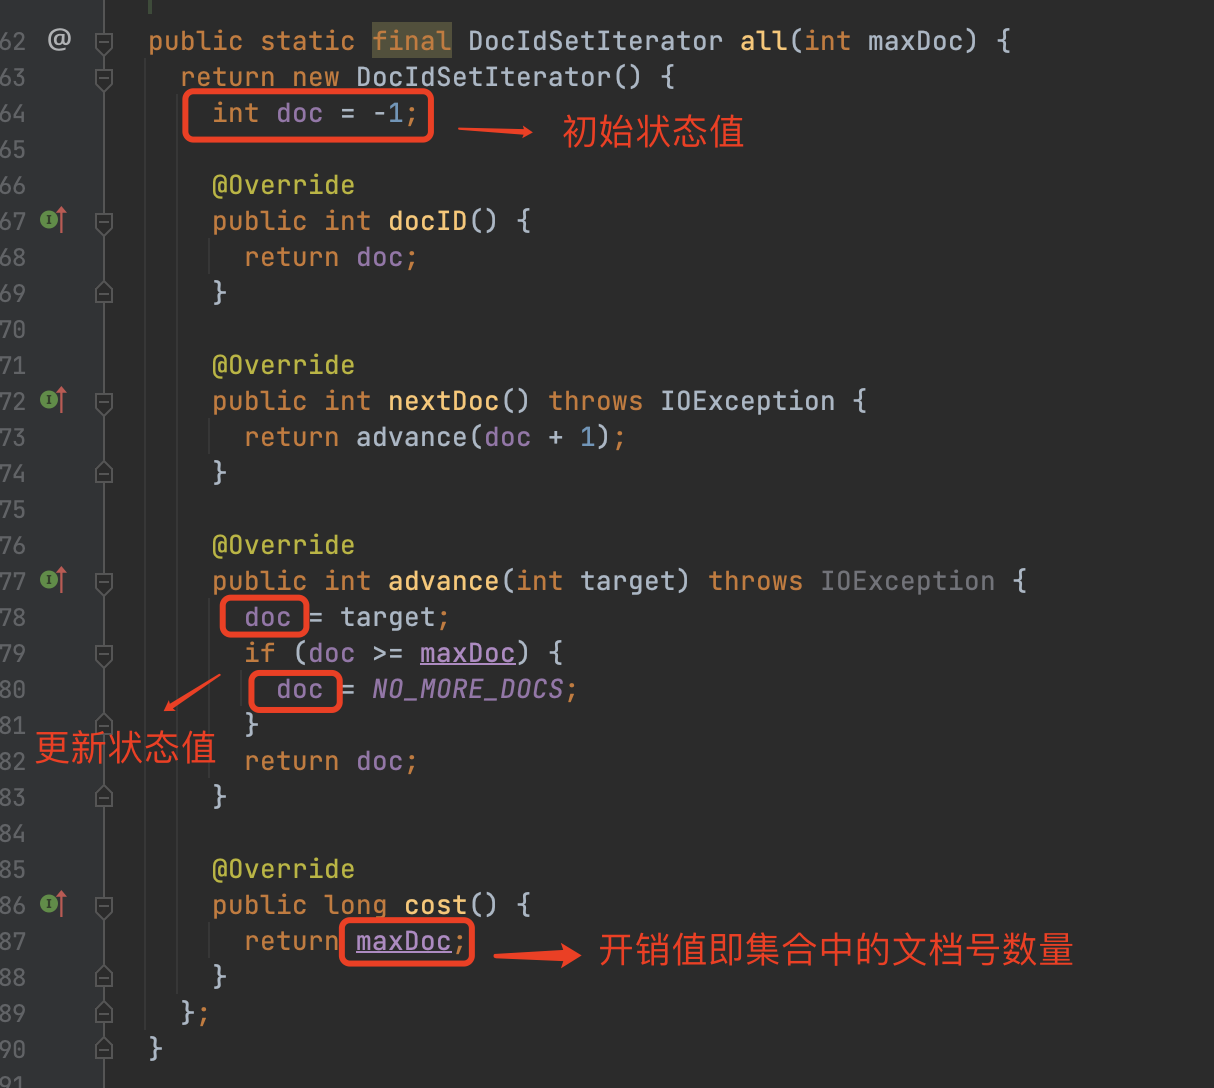 62 @ public static final DocIdSetIterator all(int maxDoc) {
63 return new DocIdSetIterator() {
64 int doc = -1;
初始状态值
65
66 @Override
67 public int docID() {
68 return doc;
69 }
70
71 @Override
72 public int nextDoc() throws IOException {
73 return advance(doc + 1);
74 }
75
76 @Override
77 public int advance(int target) throws IOException {
78 doc = target;
79 if (doc >= maxDoc) {
80 doc = NO_MORE_DOCS;
81 }
更新状态值
82 return doc;
83 }
84
85 @Override
86 public long cost() {
87 return maxDoc;
开销值即集合中的文档号数量
88 }
89 };
90 }
91